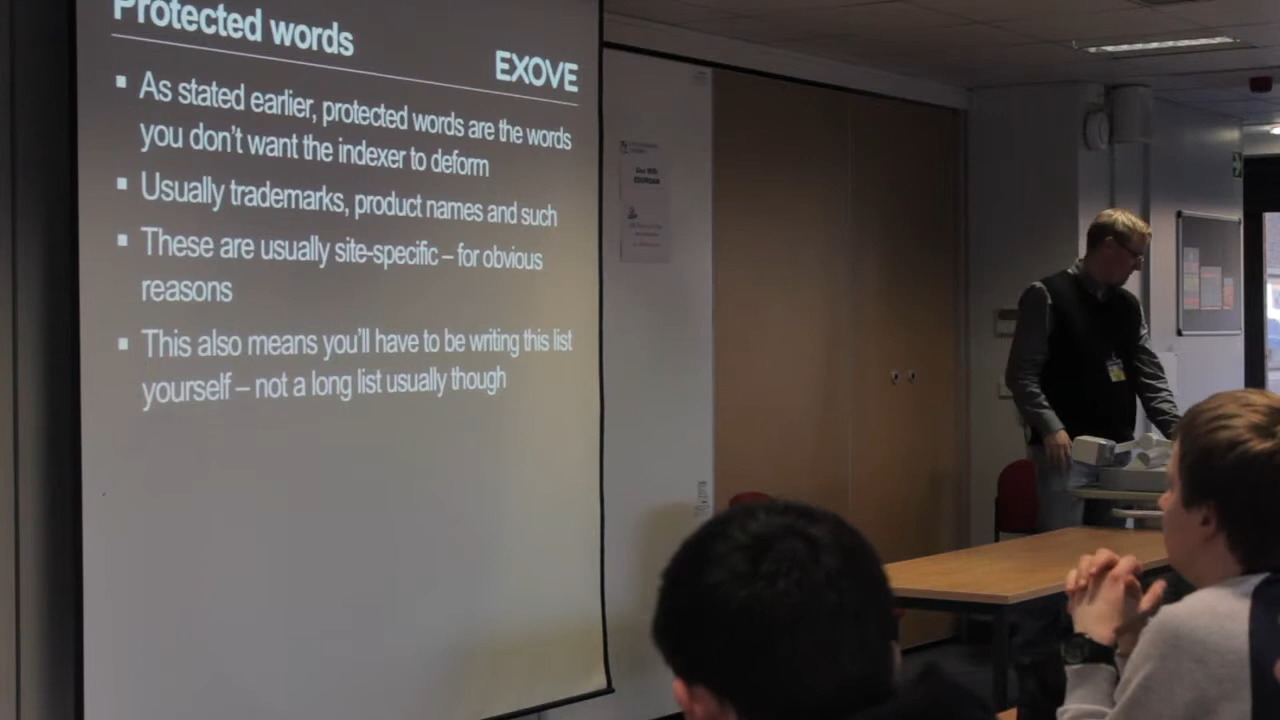 Protected words
EXOVE
As stated earlier, protected words are the words
you don't want the indexer to deform
Usually trademarks, product names and such
These are usually site-specific – for obvious
reasons
This also means you'll have to be writing this list
yourself – not a long list usually though